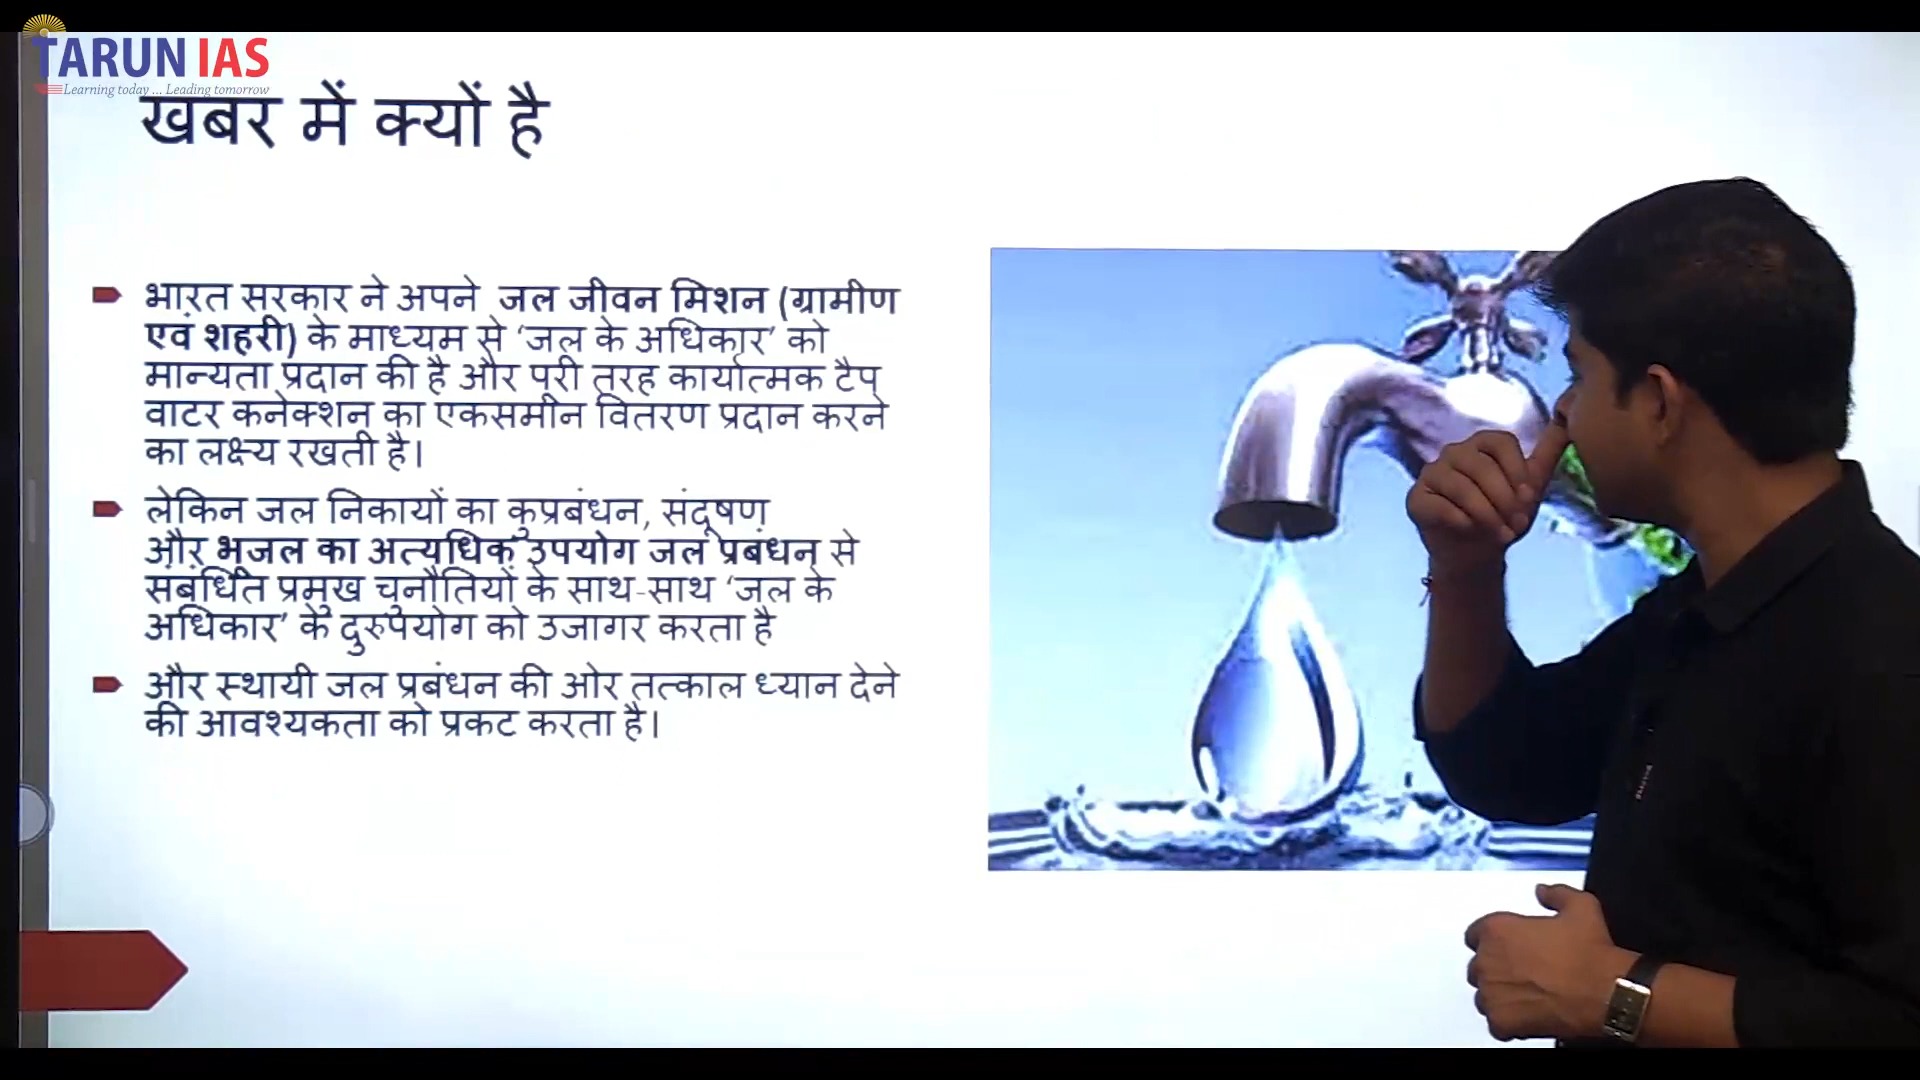 TARUN IAS
Learning today ... Leading tomorrow
खबर में क्यों है
भारत सरकार ने अपने जल जीवन मिशन (ग्रामीण
एवं शहरी) के माध्यम से ‘जल के अधिकार’ को
मान्यता प्रदान की है और पूरी तरह कार्यात्मक टैप
वाटर कनेक्शन का एकसमान वितरण प्रदान करने
का लक्ष्य रखती है।
लेकिन जल निकायों का कुप्रबंधन, संदूषण
और भूजल का अत्यधिक उपयोग जल प्रबंधन से
संबंधित प्रमुख चुनौतियों के साथ-साथ ‘जल के
अधिकार’ के दुरुपयोग को उजागर करता है
और स्थायी जल प्रबंधन की ओर तत्काल ध्यान देने
की आवश्यकता को प्रकट करता है।